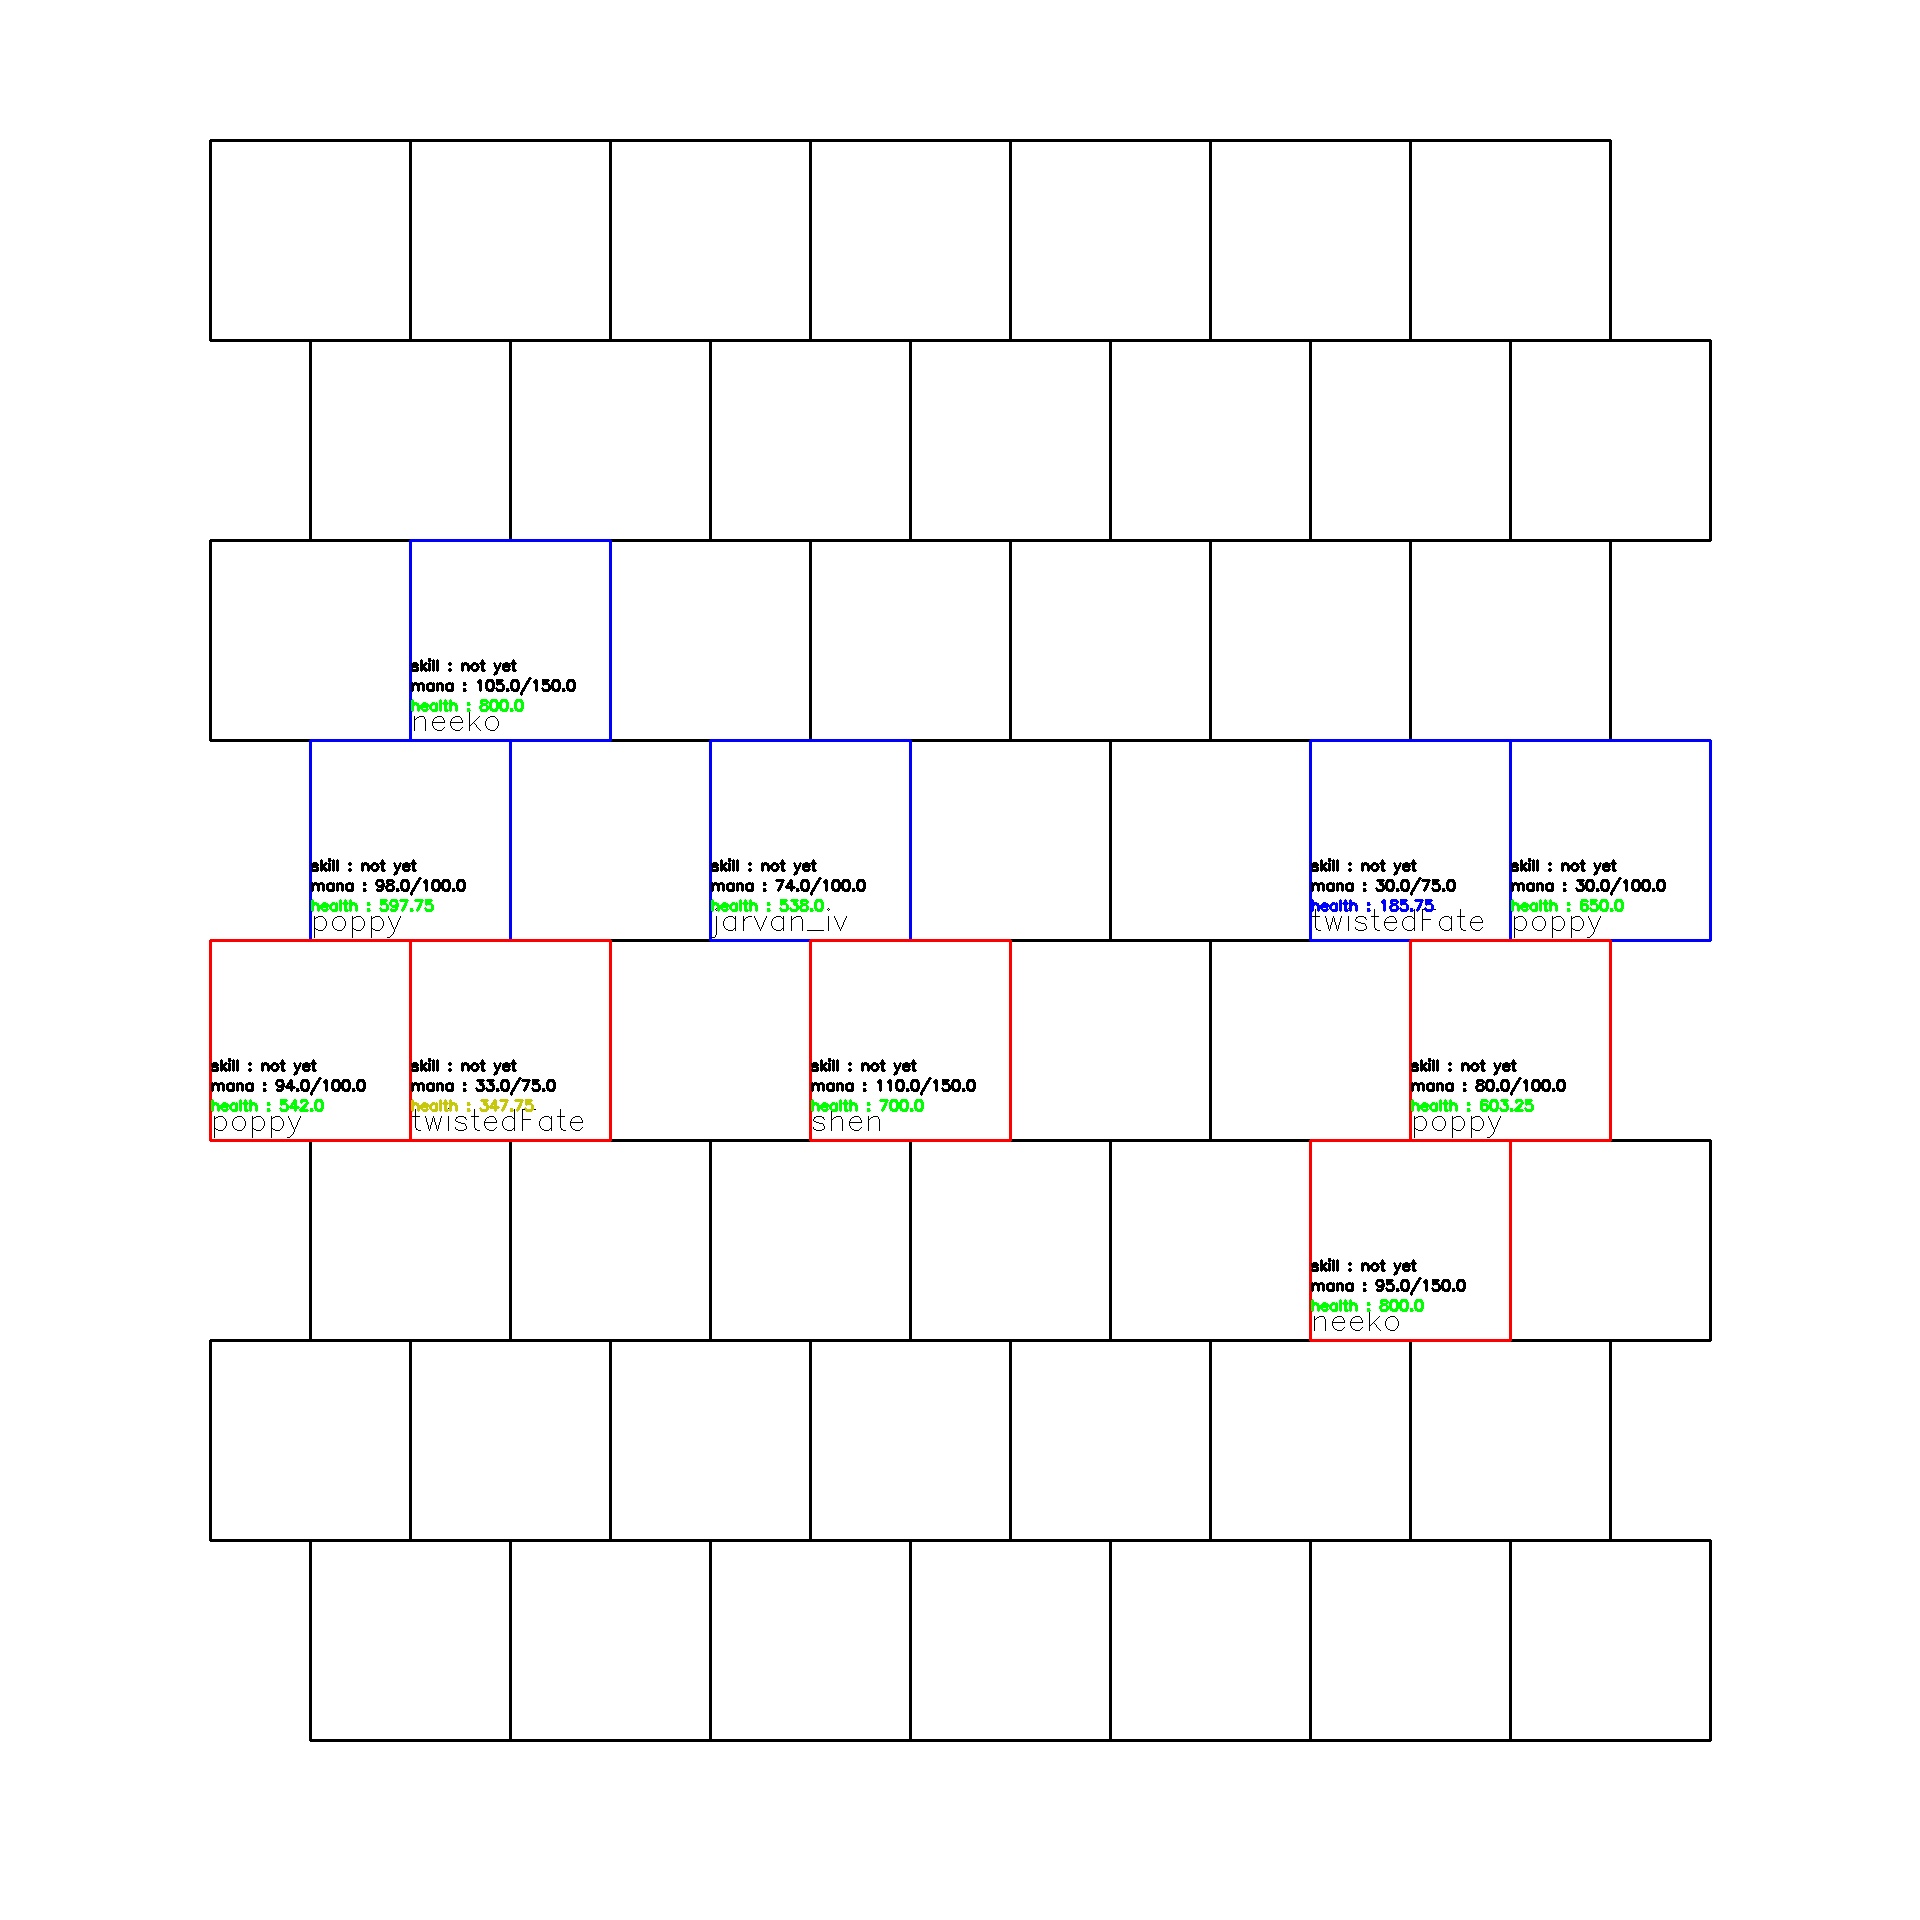 skill : not yet
mana : 105.0/150.0
health : 800.0
neeko
skill : not yet
mana : 98.0/100.0
health : 597.75
poppy
skill : not yet
mana : 74.0/100.0
health : 538.0
jarvan_iv
skill : not yet
mana : 30.0/75.0
health : 185.75
twistedFate
skill : not yet
mana : 30.0/100.0
health : 650.0
poppy
skill : not yet
mana : 94.0/100.0
health : 542.0
poppy
skill : not yet
mana : 33.0/75.0
health : 347.75
twistedFate
skill : not yet
mana : 110.0/150.0
health : 700.0
shen
skill : not yet
mana : 80.0/100.0
health : 603.25
poppy
skill : not yet
mana : 95.0/150.0
health : 800.0
neeko